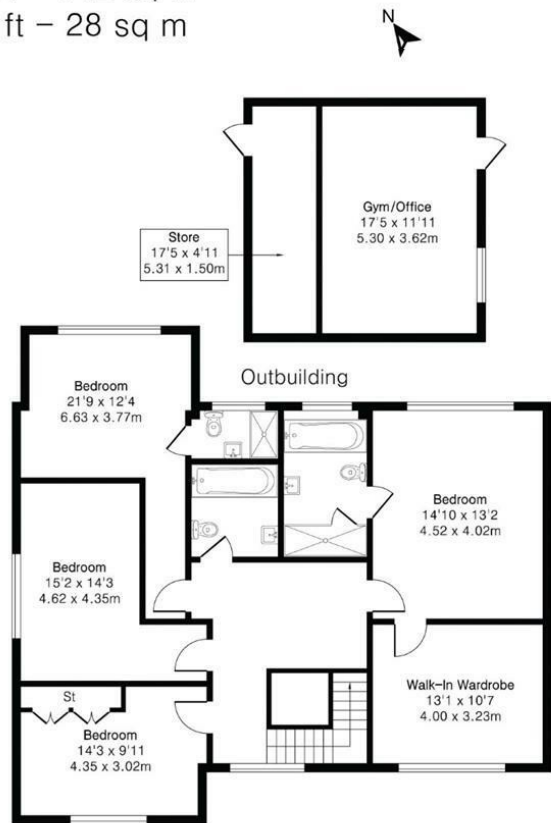 ft – 28 sq m
N
Gym/Office
17'5 x 11'11
5.30 x 3.62m
Store
17'5 x 4'11
5.31 x 1.50m
Outbuilding
Bedroom
21'9 x 12'4
6.63 x 3.77m
Bedroom
14'10 x 13'2
4.52 x 4.02m
Bedroom
15'2 x 14'3
4.62 x 4.35m
Walk-In Wardrobe
13'1 x 10'7
4.00 x 3.23m
St
Bedroom
14'3 x 9'11
4.35 x 3.02m